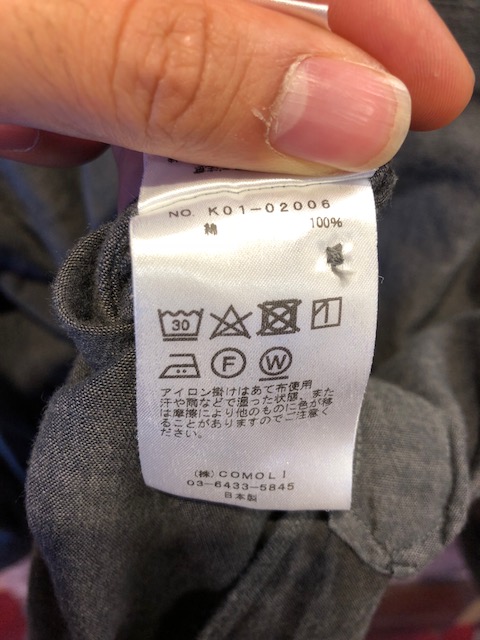 NO. K01-02006
綿 100%
30
F W
アイロン掛けはあて布使用
汗や雨などで湿った状態、また
は摩擦により他のものに色が移
ることがありますのでご注意く
ださい。
(株) COMOLI
03-6433-5845
日本製